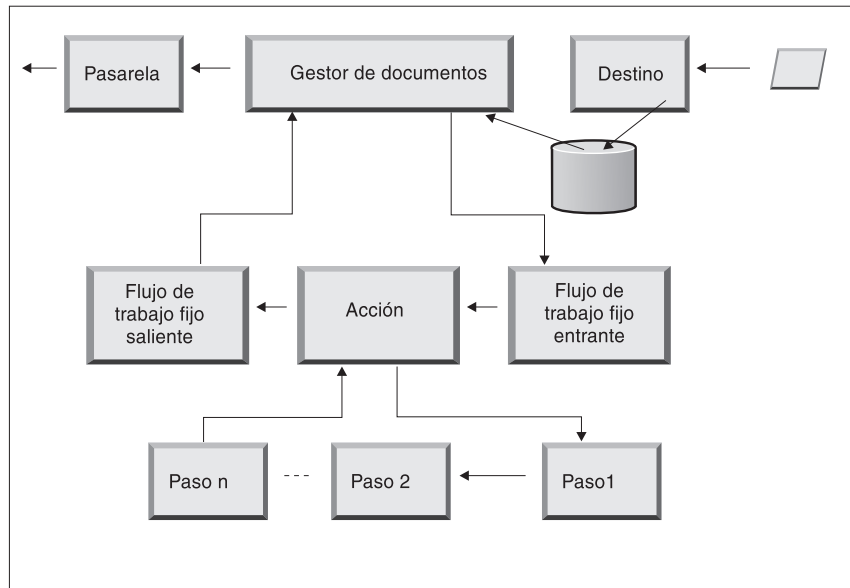 Pasarela
Gestor de documentos
Destino
Flujo de
trabajo fijo
saliente
Acción
Flujo de
trabajo fijo
entrante
Paso n
Paso 2
Paso1